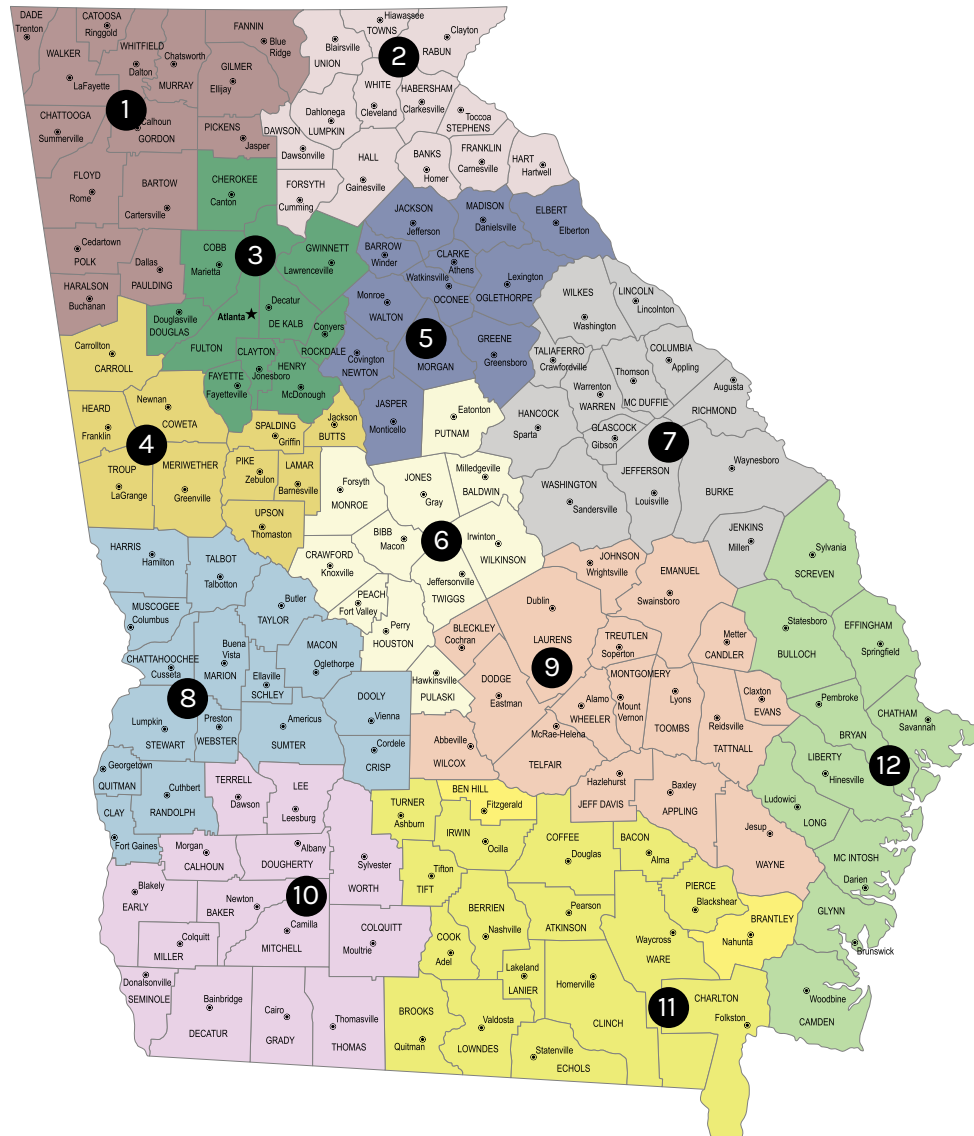 DADE
Trenton
CATOOSA
Ringgold
WALKER
LaFayette
WHITFIELD
Dalton
Chatsworth
MURRAY
FANNIN
Blue
Ridge
GILMER
Ellijay
1
CHATTOOGA
Summerville
Calhoun
GORDON
PICKENS
Jasper
FLOYD
Rome
BARTOW
Cartersville
Cedartown
POLK
Dallas
PAULDING
HARALSON
Buchanan
Hiawassee
TOWNS
Blairsville
UNION
2
Clayton
RABUN
WHITE
Cleveland
HABERSHAM
Clarkesville
Dahlonega
LUMPKIN
Toccoa
STEPHENS
DAWSON
Dawsonville
HALL
Gainesville
BANKS
Homer
FRANKLIN
Carnesville
HART
Hartwell
FORSYTH
Cumming
CHEROKEE
Canton
COBB
Marietta
3
GWINNETT
Lawrenceville
Douglasville
DOUGLAS
Atlanta
Decatur
DE KALB
Conyers
ROCKDALE
FULTON
CLAYTON
Jonesboro
HENRY
McDonough
FAYETTE
Fayetteville
Carrollton
CARROLL
HEARD
Franklin
Newnan
COWETA
4
SPALDING
Griffin
Jackson
BUTTS
TROUP
LaGrange
MERIWETHER
Greenville
PIKE
Zebulon
LAMAR
Barnesville
UPSON
Thomaston
JACKSON
Jefferson
MADISON
Danielsville
ELBERT
Elberton
BARROW
Winder
CLARKE
Athens
Watkinsville
OCONEE
Lexington
OGLETHORPE
Monroe
WALTON
5
MORGAN
GREENE
Greensboro
Covington
NEWTON
JASPER
Monticello
Eatonton
PUTNAM
Forsyth
MONROE
JONES
Gray
Milledgeville
BALDWIN
BIBB
Macon
6
Irwinton
WILKINSON
CRAWFORD
Knoxville
Jeffersonville
TWIGGS
PEACH
Fort Valley
Perry
HOUSTON
Hawkinsville
PULASKI
WILKES
Washington
LINCOLN
Lincolnton
TALIAFERRO
Crawfordville
COLUMBIA
Appling
Thomson
MC DUFFIE
Warrenton
WARREN
Augusta
RICHMOND
HANCOCK
Sparta
GLASCOCK
Gibson
7
JEFFERSON
Louisville
Waynesboro
BURKE
WASHINGTON
Sandersville
JENKINS
Millen
HARRIS
Hamilton
TALBOT
Talbotton
MUSCOGEE
Columbus
Butler
TAYLOR
CHATTAHOOCHEE
Cusseta
Buena
Vista
MARION
MACON
Oglethorpe
Ellaville
SCHLEY
8
DOOLY
Vienna
Lumpkin
STEWART
Preston
WEBSTER
Americus
SUMTER
Cordele
CRISP
Georgetown
QUITMAN
Cuthbert
RANDOLPH
CLAY
Fort Gaines
JOHNSON
Wrightsville
EMANUEL
Swainsboro
Dublin
LAURENS
BLECKLEY
Cochran
TREUTLEN
Soperton
Metter
CANDLER
9
DODGE
Eastman
MONTGOMERY
Mount
Vernon
Alamo
WHEELER
Lyons
TOOMBS
Claxton
EVANS
Reidsville
TATTNALL
McRae-Helena
TELFAIR
Abbeville
WILCOX
Hazlehurst
JEFF DAVIS
Baxley
APPLING
Jesup
WAYNE
TERRELL
Dawson
LEE
Leesburg
Morgan
CALHOUN
Albany
DOUGHERTY
Sylvester
WORTH
Blakely
EARLY
Newton
BAKER
10
Camilla
MITCHELL
Colquitt
MILLER
COLQUITT
Moultrie
Donalsonville
SEMINOLE
Bainbridge
DECATUR
Cairo
GRADY
Thomasville
THOMAS
TURNER
Ashburn
BEN HILL
Fitzgerald
IRWIN
Ocilla
COFFEE
Douglas
BACON
Alma
Tifton
TIFT
PIERCE
Blackshear
BERRIEN
Nashville
Pearson
ATKINSON
BRANTLEY
Nahunta
COOK
Adel
Waycross
WARE
Lakeland
LANIER
Homerville
CLINCH
11
CHARLTON
Folkston
BROOKS
Quitman
Valdosta
LOWNDES
Statenville
ECHOLS
Sylvania
SCREVEN
Statesboro
BULLOCH
EFFINGHAM
Springfield
Pembroke
BRYAN
CHATHAM
Savannah
LIBERTY
Hinesville
12
Ludowici
LONG
MC INTOSH
Darien
GLYNN
Brunswick
Woodbine
CAMDEN